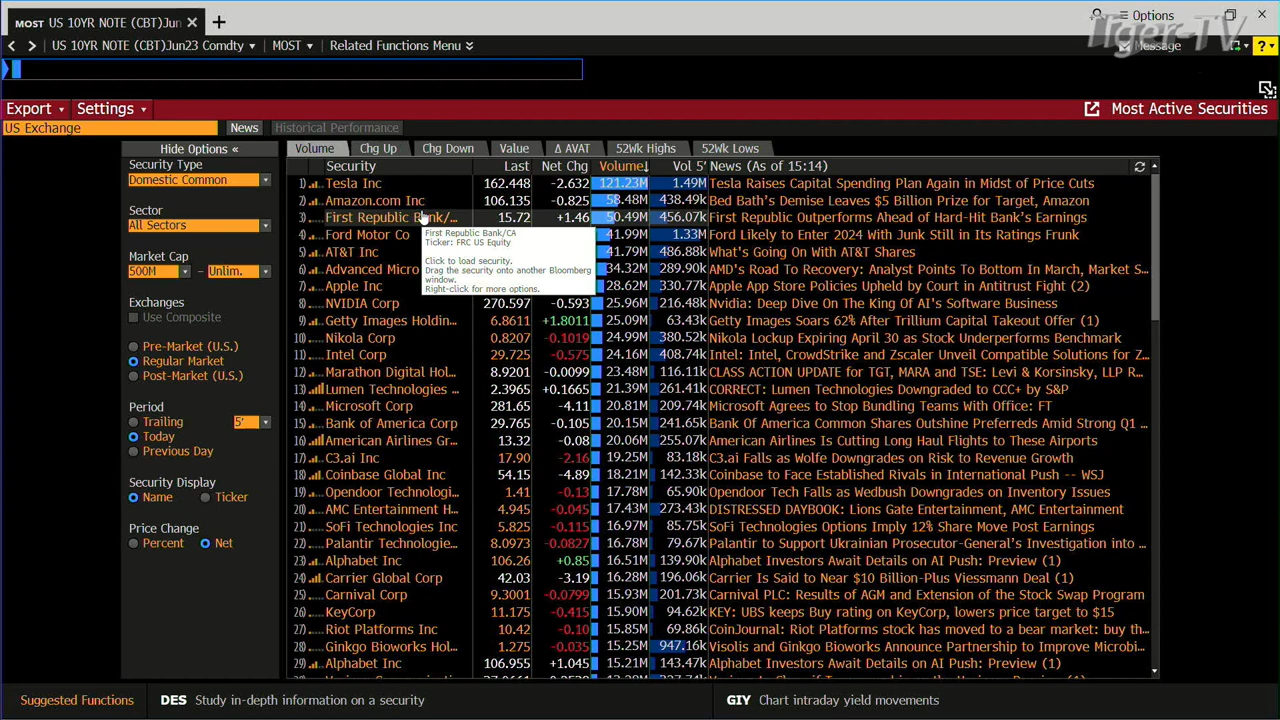 MOST US 10YR NOTE (CBT)Jun × +
Options
Tiger-TV
US 10YR NOTE (CBT)Jun23 Comdty MOST Related Functions Menu
Message
Export Settings Most Active Securities
US Exchange News Historical Performance
Hide Options « Volume Chg Up Chg Down Value Δ AVAT 52Wk Highs 52Wk Lows
Security Type
Domestic Common
Sector
All Sectors
Market Cap
500M - Unlim.
Exchanges
Use Composite
Pre-Market (U.S.)
Regular Market
Post-Market (U.S.)
Period
Trailing 5'
Today
Previous Day
Security Display
Name Ticker
Price Change
Percent Net
Security Last Net Chg Volume↓ Vol 5' News (As of 15:14)
1) Tesla Inc 162.448 -2.632 121.23M 1.49M Tesla Raises Capital Spending Plan Again in Midst of Price Cuts
2) Amazon.com Inc 106.135 -0.825 58.48M 438.49k Bed Bath's Demise Leaves $5 Billion Prize for Target, Amazon
3) First Republic Bank/... 15.72 +1.46 50.49M 456.07k First Republic Outperforms Ahead of Hard-Hit Bank's Earnings
Ford Motor Co 41.99M 1.33M Ford Likely to Enter 2024 With Junk Still in Its Ratings Frunk
5) AT&T Inc 41.79M 486.88k What's Going On With AT&T Shares
6) Advanced Micro 34.32M 289.90k AMD's Road To Recovery: Analyst Points To Bottom In March, Market S...
7) Apple Inc 28.62M 330.77k Apple App Store Policies Upheld by Court in Antitrust Fight (2)
First Republic Bank/CA
Ticker: FRC US Equity
Click to load security.
Drag the security onto another Bloomberg
window.
Right-click for more options.
8) NVIDIA Corp 270.597 -0.593 25.96M 216.48k Nvidia: Deep Dive On The King Of AI's Software Business
9) Getty Images Holdin... 6.8611 +1.8011 25.09M 63.43k Getty Images Soars 62% After Trillium Capital Takeout Offer (1)
10) Nikola Corp 0.8207 -0.1019 24.99M 380.52k Nikola Lockup Expiring April 30 as Stock Underperforms Benchmark
11) Intel Corp 29.725 -0.575 24.16M 408.74k Intel: Intel, CrowdStrike and Zscaler Unveil Compatible Solutions for Z...
12) Marathon Digital Hol... 8.9201 -0.0099 23.48M 116.11k CLASS ACTION UPDATE for TGT, MARA and TSE: Levi & Korsinsky, LLP R...
13) Lumen Technologies ... 2.3965 +0.1665 21.39M 261.41k CORRECT: Lumen Technologies Downgraded to CCC+ by S&P
14) Microsoft Corp 281.65 -4.11 20.81M 209.74k Microsoft Agrees to Stop Bundling Teams With Office: FT
15) Bank of America Corp 29.765 -0.105 20.15M 241.65k Bank Of America Common Shares Outshine Preferreds Amid Strong Q1 ...
16) American Airlines Gr... 13.32 -0.08 20.06M 255.07k American Airlines Is Cutting Long Haul Flights to These Airports
17) C3.ai Inc 17.90 -2.16 19.25M 83.18k C3.ai Falls as Wolfe Downgrades on Risk to Revenue Growth
18) Coinbase Global Inc 54.15 -4.89 18.21M 142.33k Coinbase to Face Established Rivals in International Push -- WSJ
19) Opendoor Technologi... 1.41 -0.13 17.78M 65.90k Opendoor Tech Falls as Wedbush Downgrades on Inventory Issues
20) AMC Entertainment H... 4.945 -0.045 17.43M 273.43k DISTRESSED DAYBOOK: Lions Gate Entertainment, AMC Entertainment
21) SoFi Technologies Inc 5.825 -0.115 16.97M 85.75k SoFi Technologies Options Imply 12% Share Move Post Earnings
22) Palantir Technologie... 8.0973 -0.0827 16.78M 79.67k Palantir to Support Ukrainian Prosecutor-General's Investigation into ...
23) Alphabet Inc 106.26 +0.85 16.51M 339.36k Alphabet Investors Await Details on AI Push: Preview (1)
24) Carrier Global Corp 42.03 -3.19 16.28M 196.06k Carrier Is Said to Near $10 Billion-Plus Viessmann Deal (1)
25) Carnival Corp 9.3001 -0.0799 15.93M 201.73k Carnival PLC: Results of AGM and Extension of the Stock Swap Program
26) KeyCorp 11.175 -0.415 15.90M 94.62k KEY: UBS keeps Buy rating on KeyCorp, lowers price target to $15
27) Riot Platforms Inc 10.42 -0.10 15.85M 69.86k CoinJournal: Riot Platforms stock has moved to a bear market: buy th...
28) Ginkgo Bioworks Hol... 1.275 -0.035 15.25M 947.16k Visolis and Ginkgo Bioworks Announce Partnership to Improve Microbi...
29) Alphabet Inc 106.955 +1.045 15.21M 143.47k Alphabet Investors Await Details on AI Push: Preview (1)
Suggested Functions DES Study in-depth information on a security GIY Chart intraday yield movements